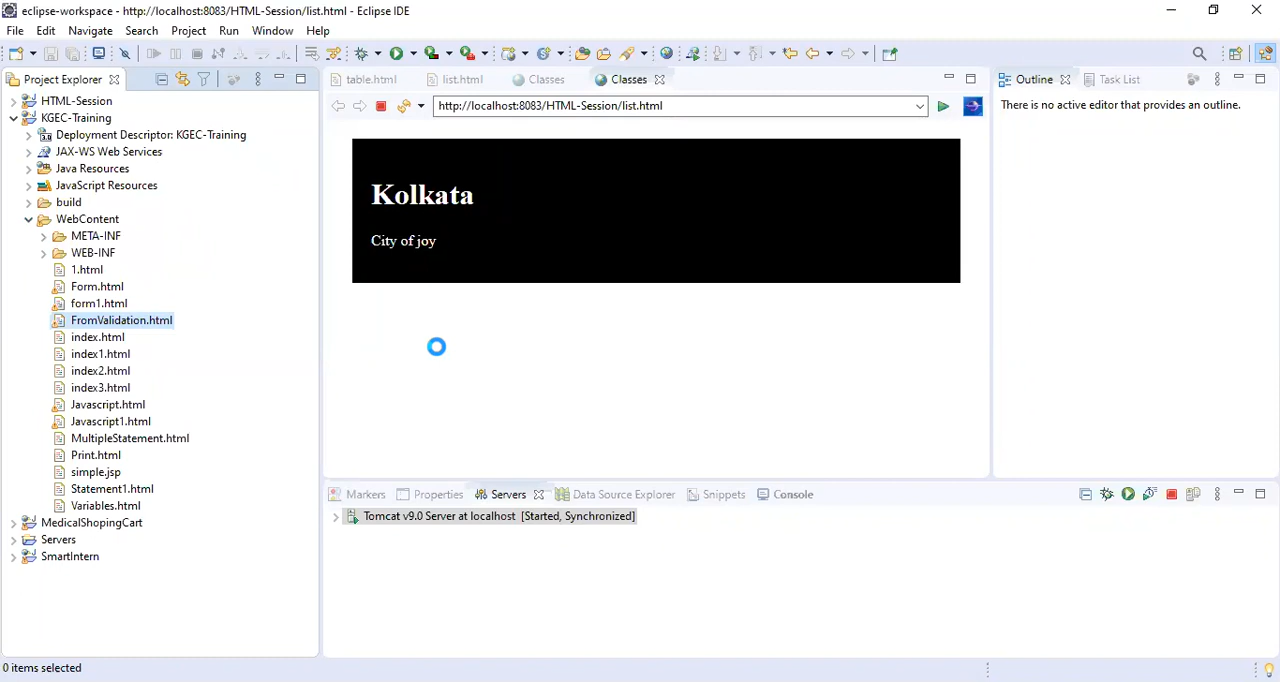 eclipse-workspace - http://localhost:8083/HTML-Session/list.html - Eclipse IDE
File Edit Navigate Search Project Run Window Help
Project Explorer
HTML-Session
KGEC-Training
Deployment Descriptor: KGEC-Training
JAX-WS Web Services
Java Resources
JavaScript Resources
build
WebContent
META-INF
WEB-INF
1.html
Form.html
form1.html
FromValidation.html
index.html
index1.html
index2.html
index3.html
Javascript.html
Javascript1.html
MultipleStatement.html
Print.html
simple.jsp
Statement1.html
Variables.html
MedicalShopingCart
Servers
SmartIntern
table.html list.html Classes Classes
http://localhost:8083/HTML-Session/list.html
Kolkata
City of joy
Outline Task List
There is no active editor that provides an outline.
Markers Properties Servers Data Source Explorer Snippets Console
Tomcat v9.0 Server at localhost [Started, Synchronized]
0 items selected